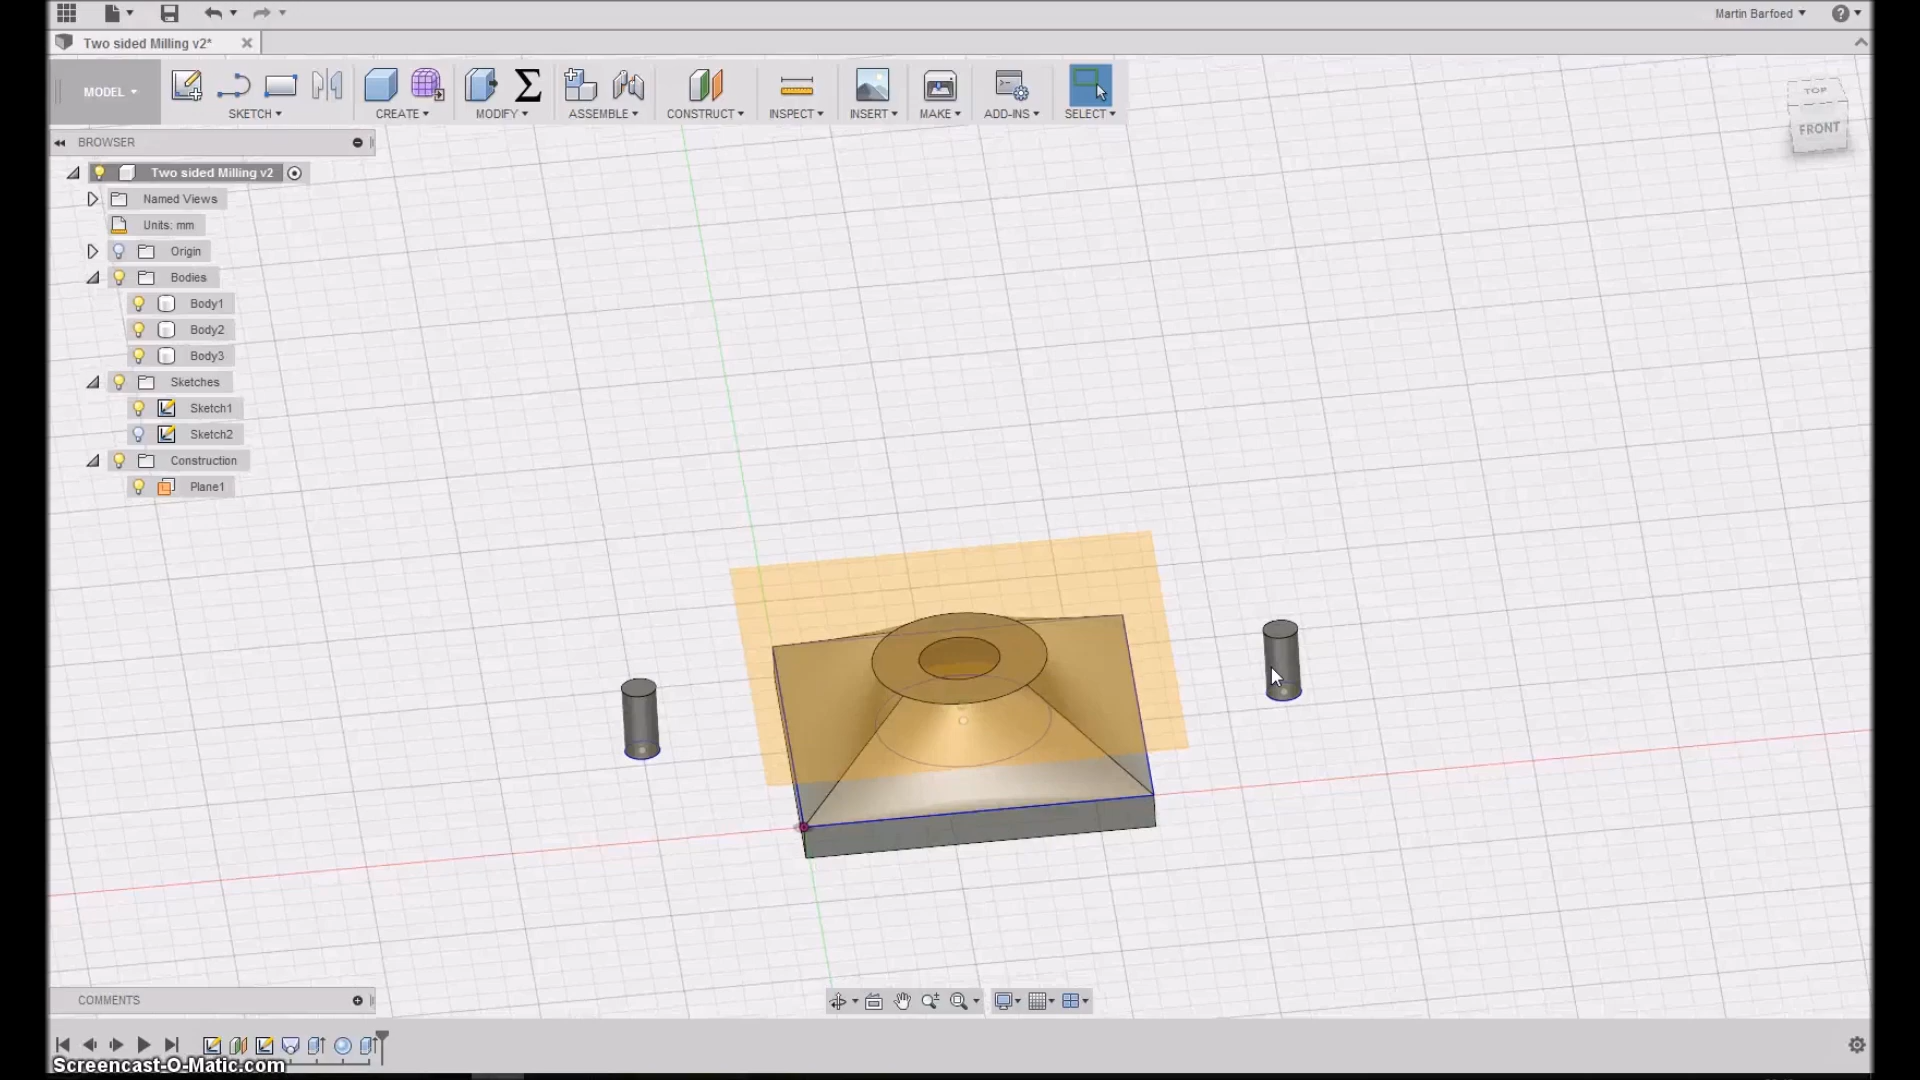 Martin Barfoed
?
Two sided Milling v2*
MODEL
SKETCH
CREATE
MODIFY
ASSEMBLE
CONSTRUCT
INSPECT
INSERT
MAKE
ADD-INS
SELECT
TOP
FRONT
BROWSER
Two sided Milling v2
Named Views
Units: mm
Origin
Bodies
Body1
Body2
Body3
Sketches
Sketch1
Sketch2
Construction
Plane1
COMMENTS
Screencast-O-Matic.com